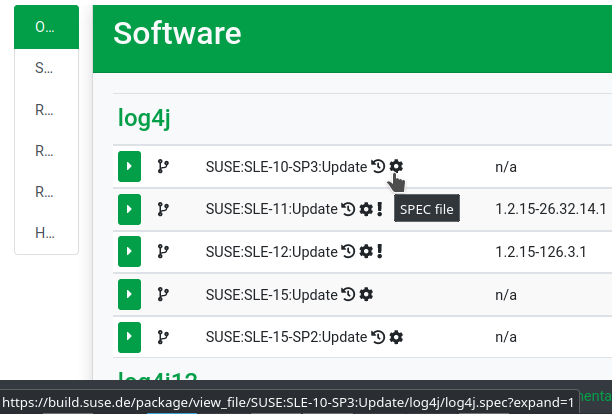 O...
S...
R...
R...
R...
H...
Software
log4j
SUSE:SLE-10-SP3:Update n/a
SPEC file
SUSE:SLE-11:Update ! 1.2.15-26.32.14.1
SUSE:SLE-12:Update ! 1.2.15-126.3.1
SUSE:SLE-15:Update n/a
SUSE:SLE-15-SP2:Update n/a
log4j12
https://build.suse.de/package/view_file/SUSE:SLE-10-SP3:Update/log4j/log4j.spec?expand=1